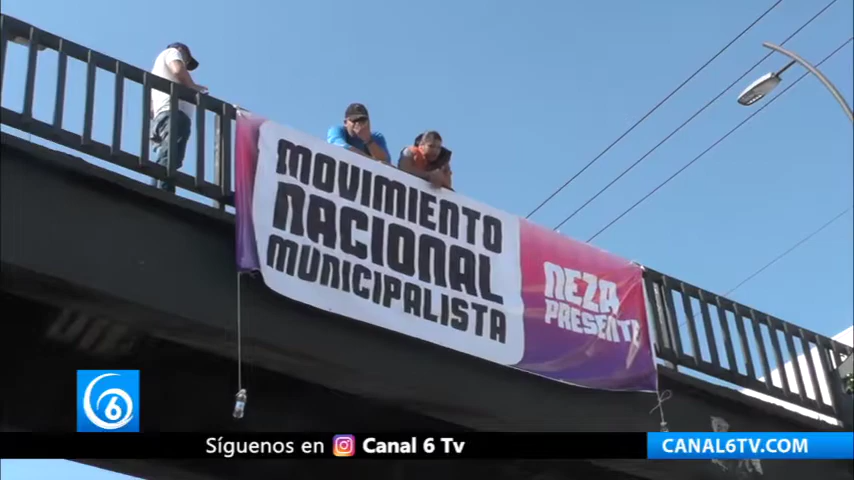 MOVIMIENTO
NACIONAL
MUNICIPALISTA
NEZA
PRESENTE
6
Síguenos en Canal 6 Tv
CANAL6TV.COM